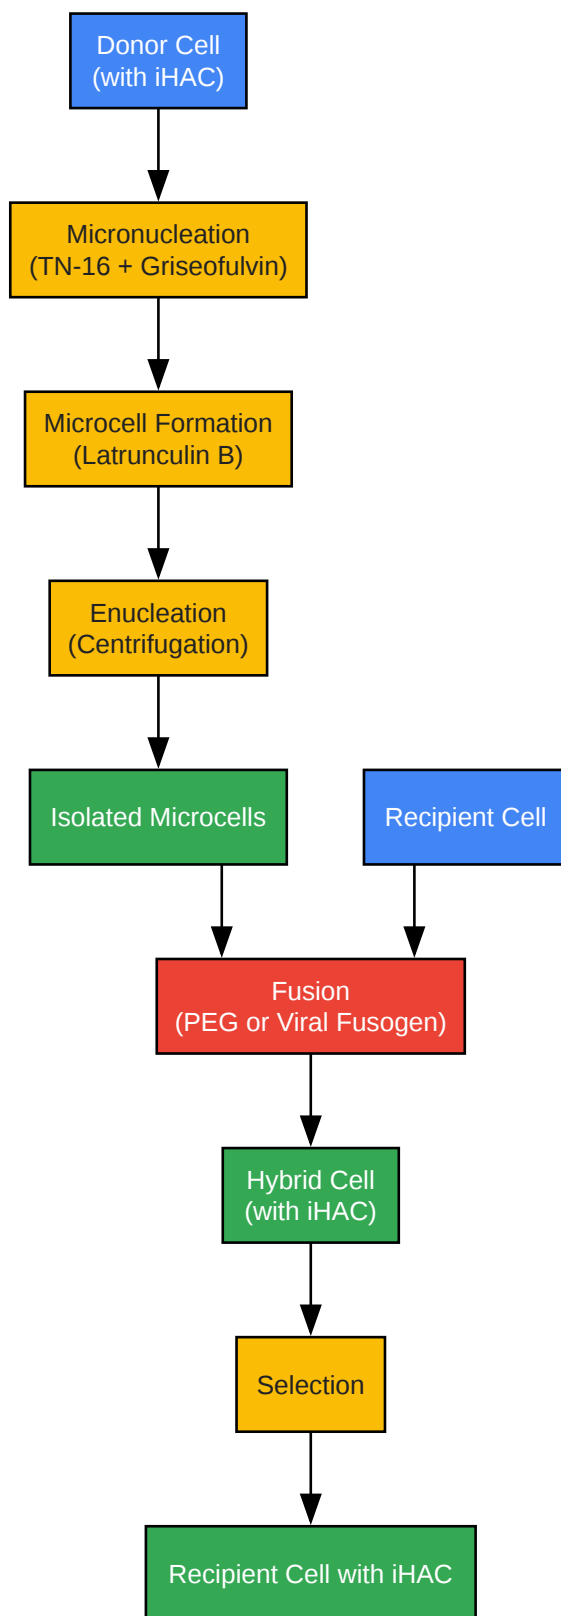 Donor Cell
(with iHAC)
Micronucleation
(TN-16 + Griseofulvin)
Microcell Formation
(Latrunculin B)
Enucleation
(Centrifugation)
Isolated Microcells
Recipient Cell
Fusion
(PEG or Viral Fusogen)
Hybrid Cell
(with iHAC)
Selection
Recipient Cell with iHAC